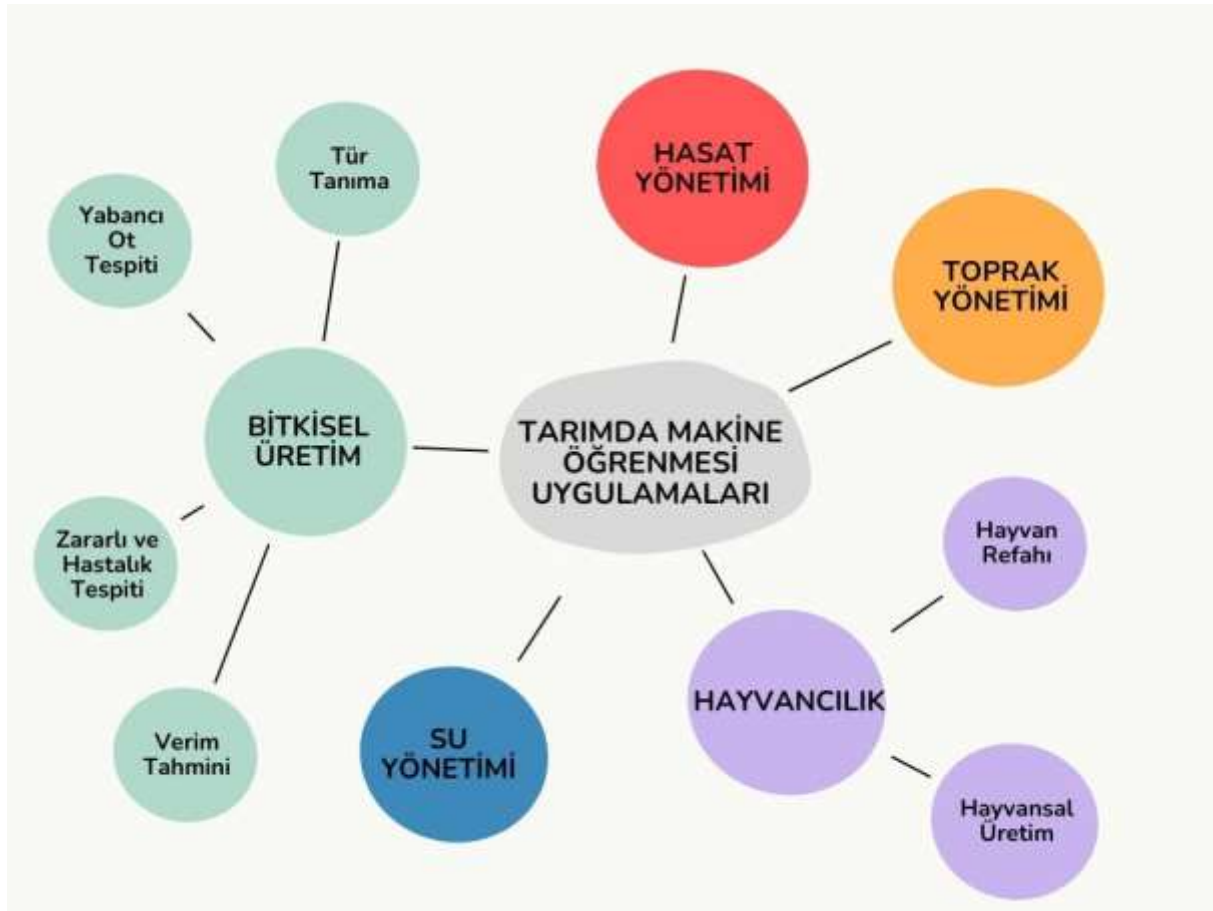 Tür
Tanıma
HASAT
YÖNETİMİ
Yabancı
Ot
Tespiti
TOPRAK
YÖNETİMİ
BİTKİSEL
ÜRETİM
TARIMDA MAKİNE
ÖĞRENMESİ
UYGULAMALARI
Zararlı ve
Hastalık
Tespiti
Hayvan
Refahı
HAYVANCILIK
Verim
Tahmini
SU
YÖNETİMİ
Hayvansal
Üretim